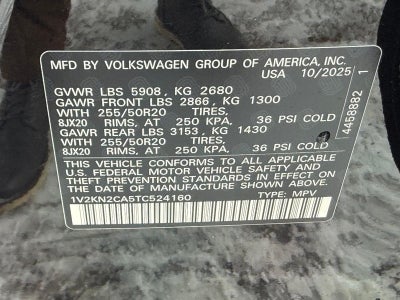 MFD BY VOLKSWAGEN GROUP OF AMERICA, INC.
USA 10/2025
GVWR LBS 5908, KG 2680
GAWR FRONT LBS 2866, KG 1300
WITH 255/50R20 TIRES,
8JX20 RIMS, AT 250 KPA, 36 PSI COLD
GAWR REAR LBS 3153, KG 1430
WITH 255/50R20 TIRES,
8JX20 RIMS, AT 250 KPA, 36 PSI COLD
THIS VEHICLE CONFORMS TO ALL APPLICABLE
U.S. FEDERAL MOTOR VEHICLE SAFETY
STANDARDS IN EFFECT ON THE
DATE OF MANUFACTURE SHOWN ABOVE.
1V2KN2CA5TC524160 TYPE: MPV
4458882 1